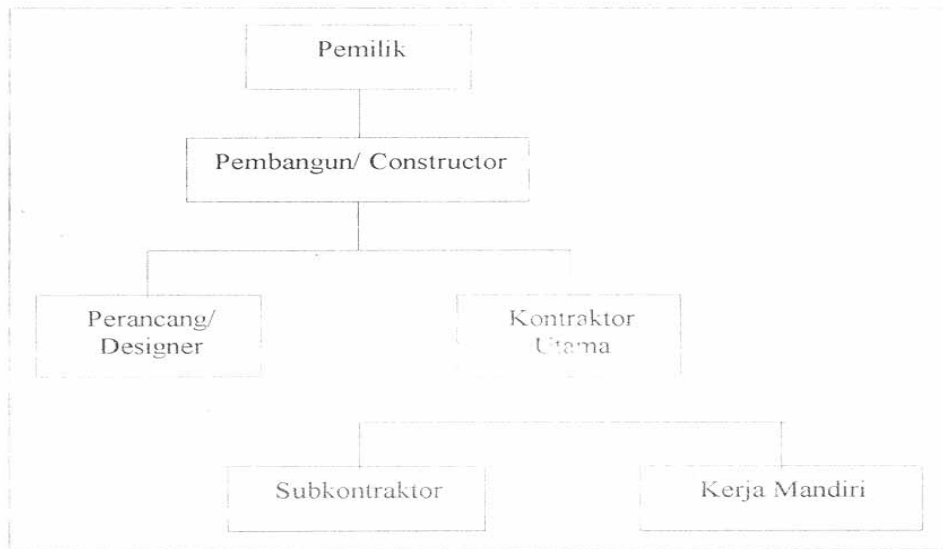 Pemilik
Pembangun/ Constructor
Perancang/
Designer
Kontraktor
Utama
Subkontraktor
Kerja Mandiri